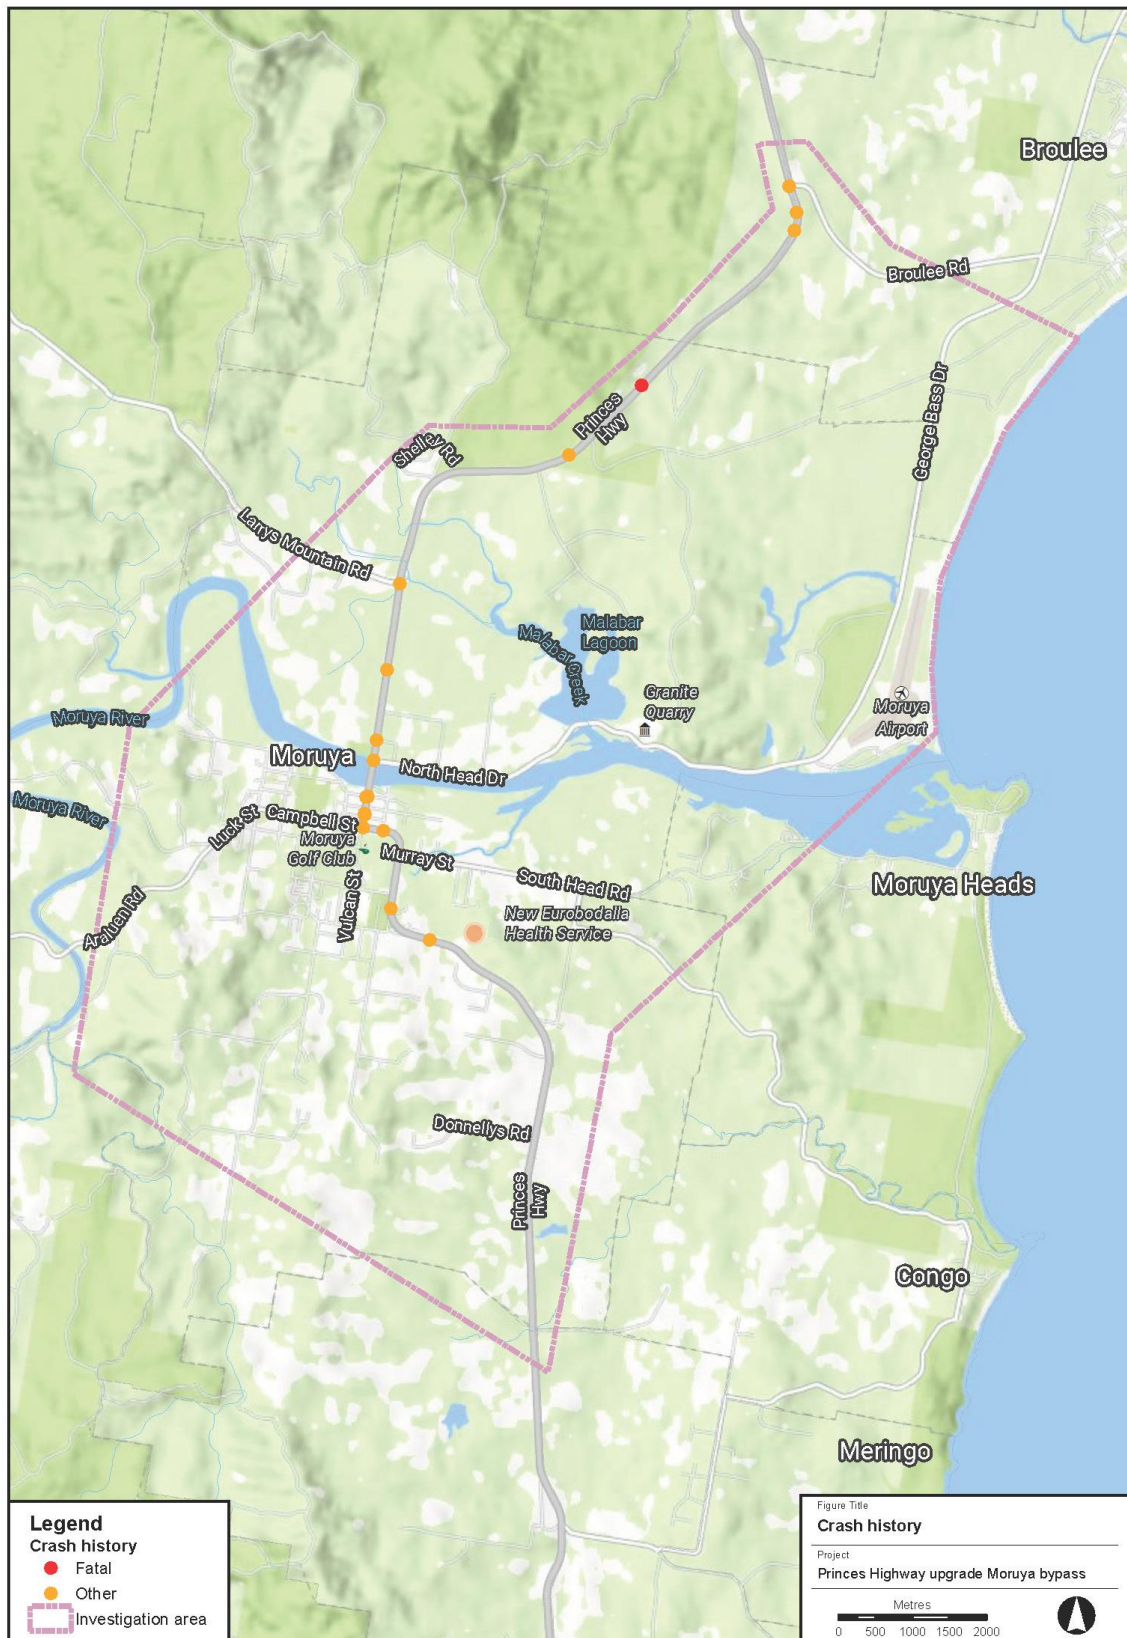 Broulee
Broulee Rd
George Bass Dr
Princes
Hwy
Shelley Rd
Larrys Mountain Rd
Malabar
Lagoon
Malabar Creek
Granite
Quarry
Moruya
Airport
Moruya River
Moruya
North Head Dr
Moruya River
Luck St
Campbell St
Moruya
Golf Club
Murray St
South Head Rd
Moruya Heads
Vulcan St
New Eurobodalla
Health Service
Araluen Rd
Donnellys Rd
Princes
Hwy
Congo
Meringo
Legend
Crash history
Fatal
Other
Investigation area
Figure Title
Crash history
Project
Princes Highway upgrade Moruya bypass
Metres
0 500 1000 1500 2000